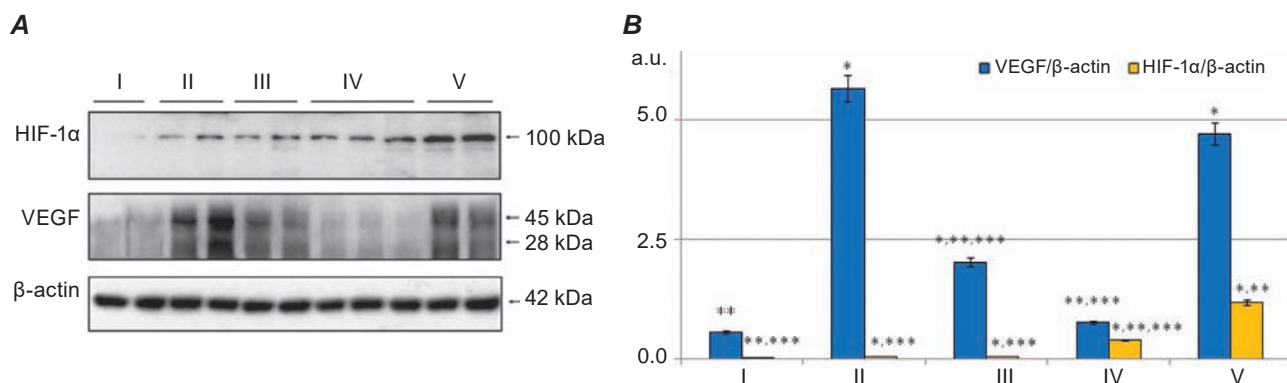 A
I II III IV V
HIF-1α 100 kDa
VEGF 45 kDa
28 kDa
β-actin 42 kDa
B
a.u.
VEGF/β-actin HIF-1α/β-actin
*
5.0
*
2.5
*,**,***
*,**
**,***
*,**,***
**
**,***
*,***
*,***
0.0
I II III IV V